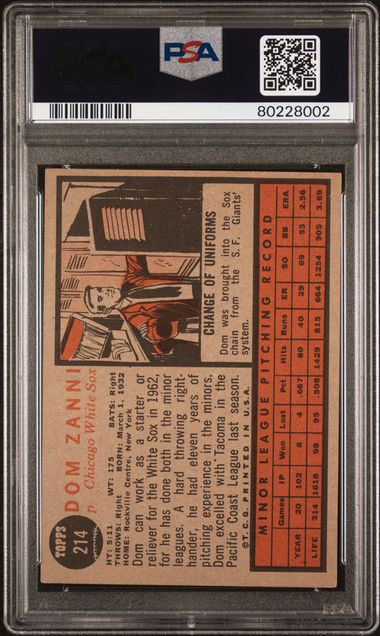 PSA
PSA
80228002
TOPPS
214
DOM ZANNI
p Chicago White Sox
HT: 5:11 WT: 175 BATS: Right
THROWS: Right BORN: March 1, 1932
HOME: Rockville Centre, New York
Dom can work as a starter or
reliever for the White Sox in 1962,
for he has done both in the minor
leagues. A hard throwing right-
hander, he had eleven years of
pitching experience in the minors.
Dom excelled with Tacoma in the
Pacific Coast League last season.
© T.C.G. PRINTED IN U.S.A.
CHANGE OF UNIFORMS
Dom was brought into the Sox
chain from the S.F. Giants'
system.
MINOR LEAGUE PITCHING RECORD
Games IP Won Lost Pct Hits Runs ER SO BB ERA
YEAR 20 102 8 4 .667 80 40 29 69 53 2.56
LIFE 314 1618 98 95 .508 1429 815 664 1254 905 3.69